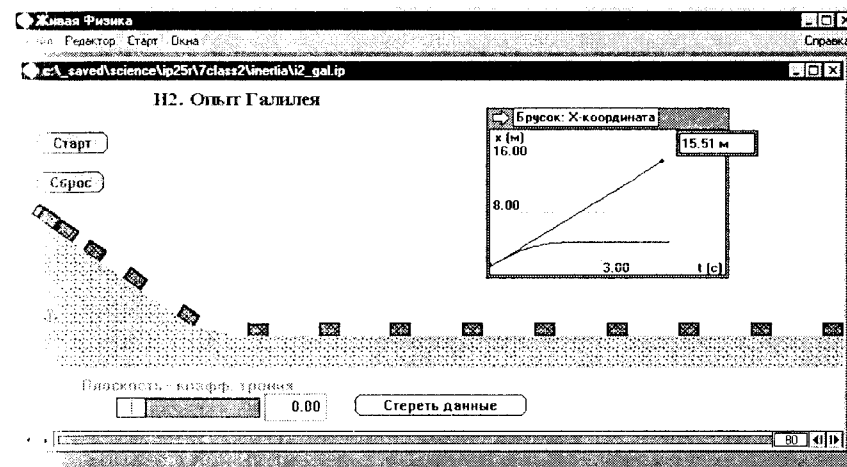 Живая Физика
Редактор Старт Окна Справка
c:\_saved\science\ip25r\7class2\inertia\i2_gal.ip
И2. Опыт Галилея
Старт
Сброс
Брусок: X-координата
x (м)
16.00
15.51 м
8.00
3.00 t (c)
Плоскость - коэфф. трения
0.00
Стереть данные
80